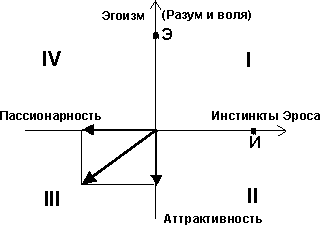 Эгоизм (Разум и воля)
Э
IV I
Пассионарность Инстинкты Эроса
И
III II
Аттрактивность